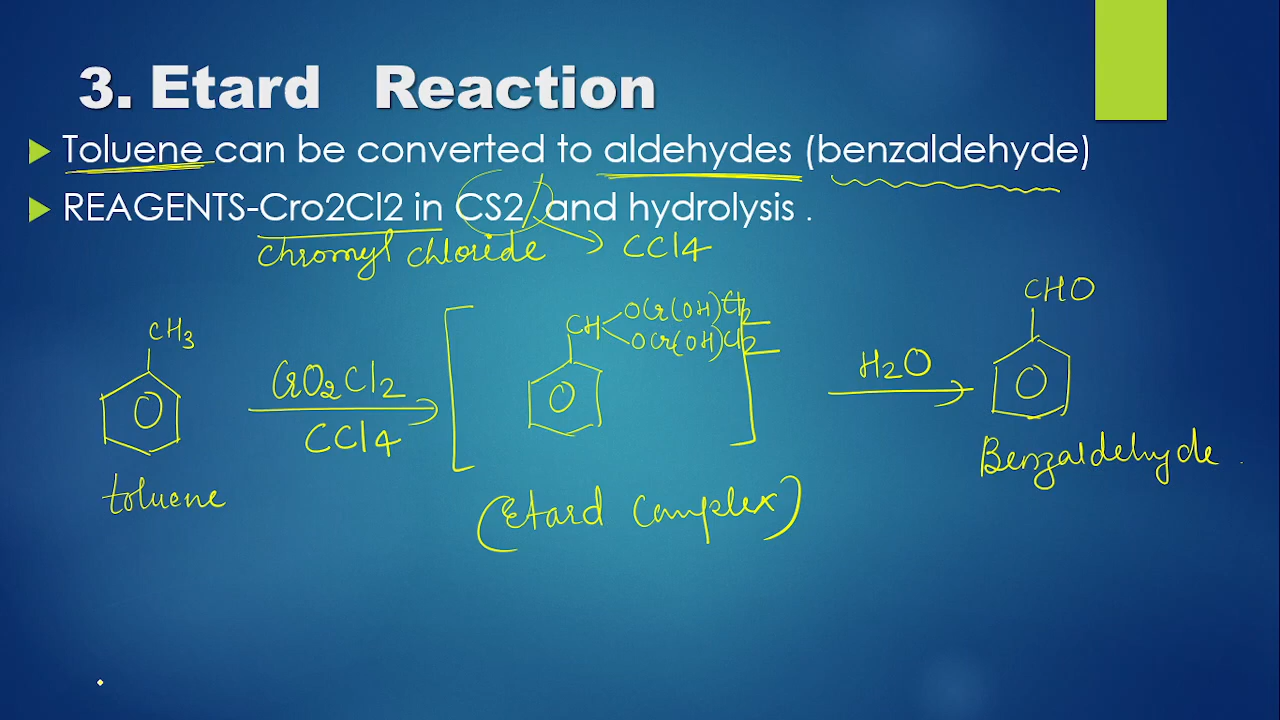 3. Etard Reaction
Toluene can be converted to aldehydes (benzaldehyde)
REAGENTS-Cro2Cl2 in CS2/ and hydrolysis .
chromyl chloride → CCl4
CH3
CrO2Cl2
CCl4
toluene
CH
OCr(OH)Cl2
OCr(OH)Cl2
(Etard Complex)
H2O
CHO
Benzaldehyde.